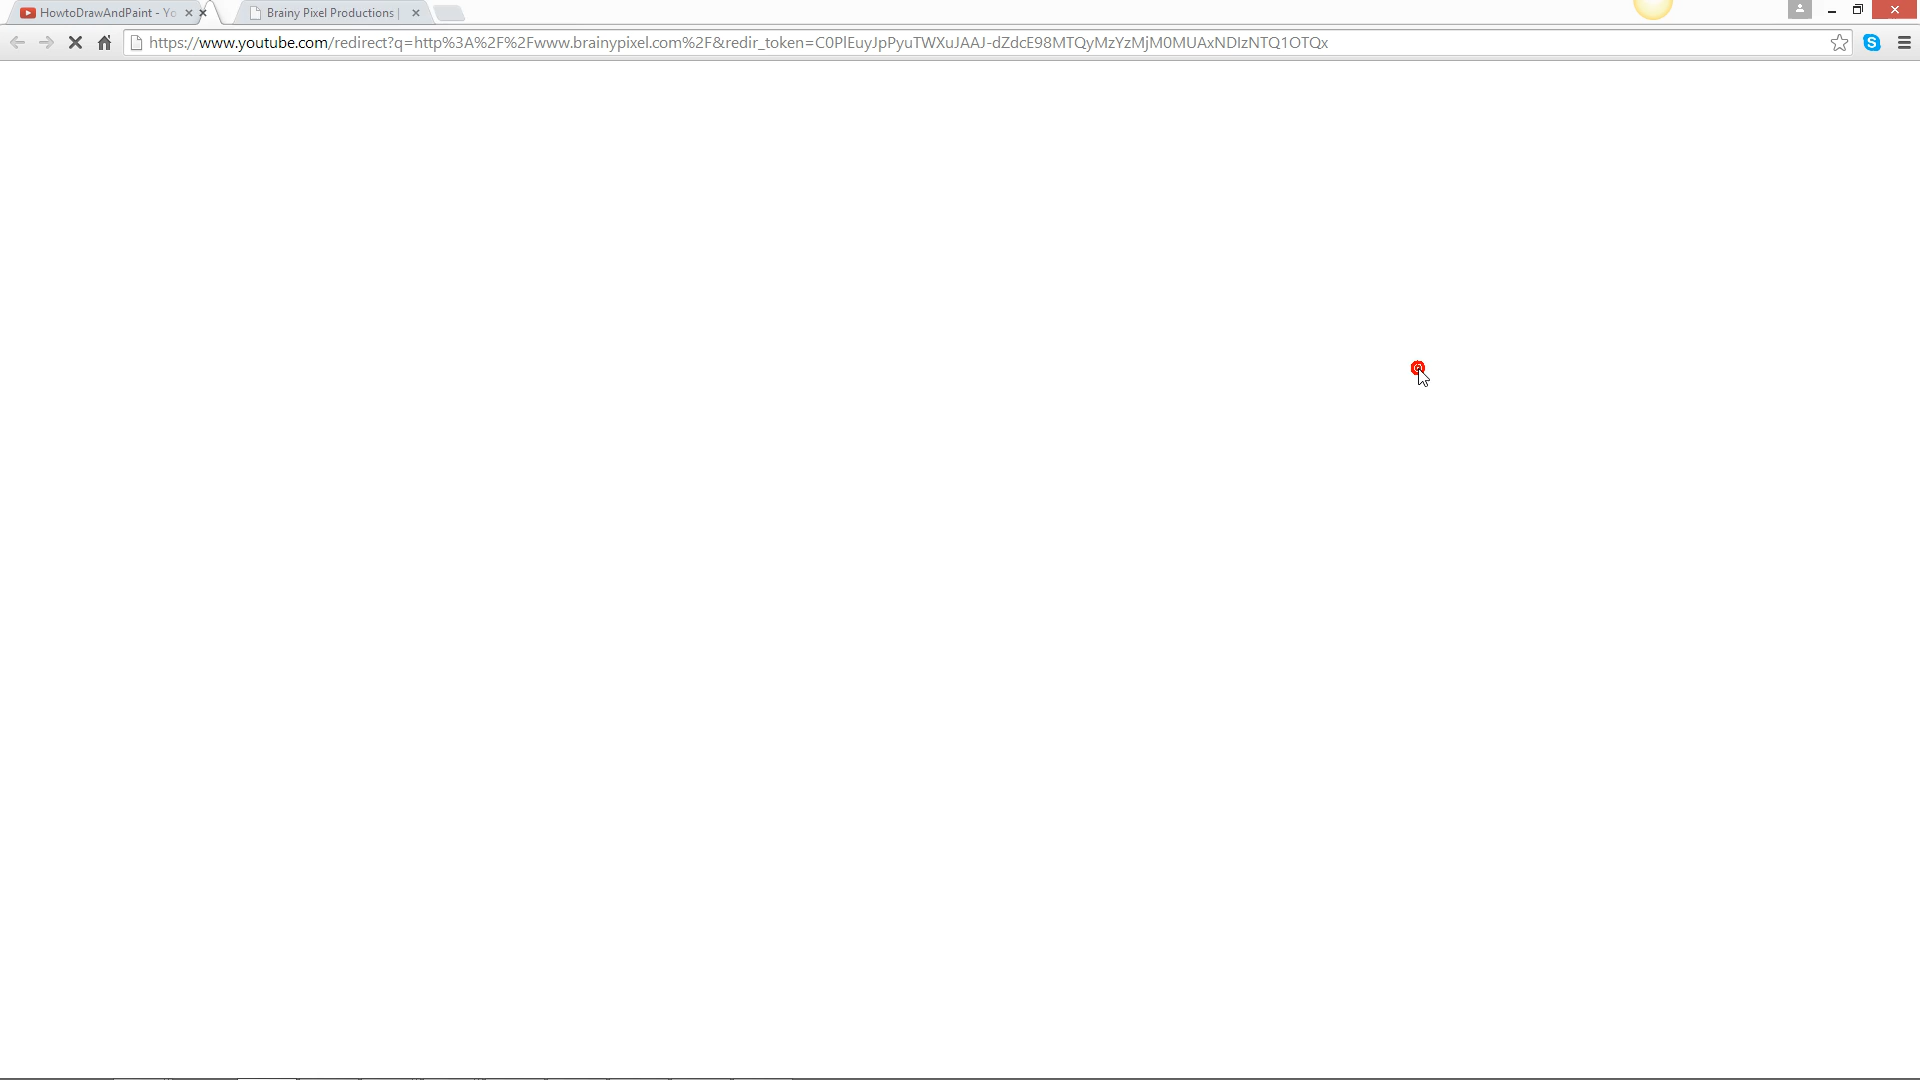 HowtoDrawAndPaint - Yo
Brainy Pixel Productions |
https://www.youtube.com/redirect?q=http%3A%2F%2Fwww.brainypixel.com%2F&redir_token=C0PlEuyJpPyuTWXuJAAJ-dZdcE98MTQyMzYzMjM0MUAxNDIzNTQ1OTQx